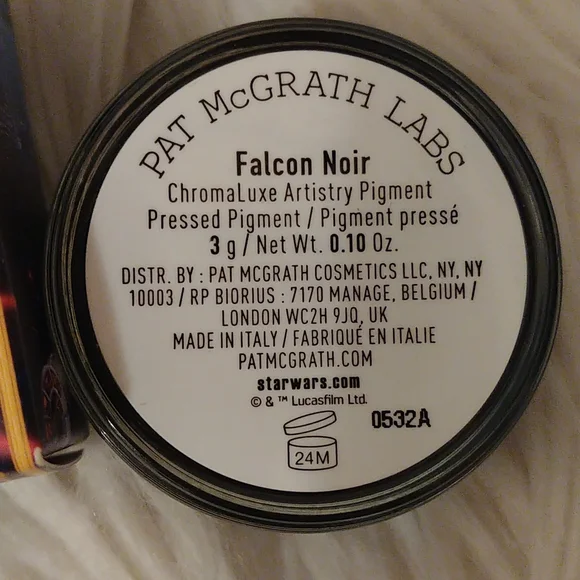 PAT McGRATH LABS
Falcon Noir
ChromaLuxe Artistry Pigment
Pressed Pigment / Pigment pressé
3 g / Net Wt. 0.10 Oz.
DISTR. BY : PAT MCGRATH COSMETICS LLC, NY, NY
10003 / RP BIORIUS : 7170 MANAGE, BELGIUM /
LONDON WC2H 9JQ, UK
MADE IN ITALY / FABRIQUÉ EN ITALIE
PATMCGRATH.COM
starwars.com
© & ™ Lucasfilm Ltd.
0532A
24M